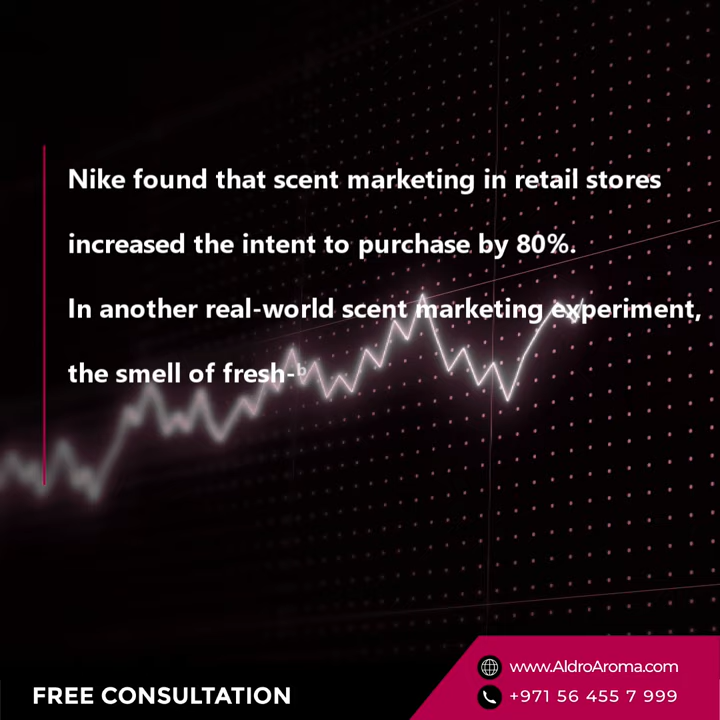 Nike found that scent marketing in retail stores
increased the intent to purchase by 80%.
In another real-world scent marketing experiment,
the smell of fresh-b
FREE CONSULTATION
www.AldroAroma.com
+971 56 455 7 999